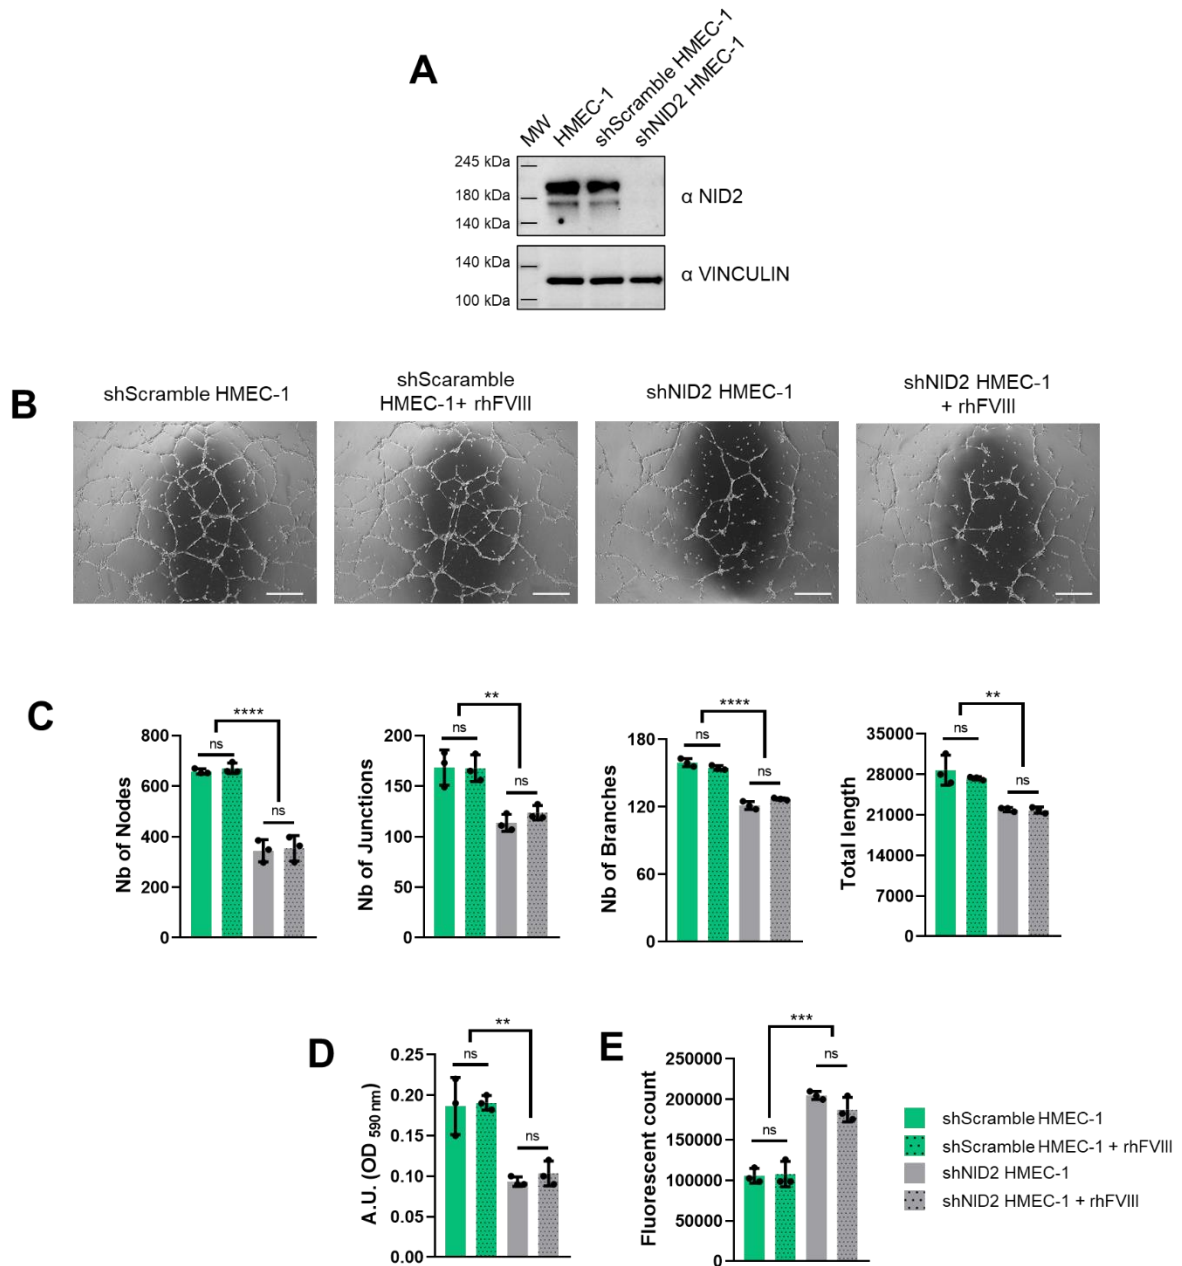 A
MW
HMEC-1
shScramble HMEC-1
shNID2 HMEC-1
245 kDa
180 kDa
140 kDa
α NID2
140 kDa
100 kDa
α VINCULIN
B
shScramble HMEC-1
shScaramble
HMEC-1+ rhFVIII
shNID2 HMEC-1
shNID2 HMEC-1
+ rhFVIII
C
Nb of Nodes
800
600
400
200
0
ns
****
ns
Nb of Junctions
200
150
100
50
0
ns
**
ns
Nb of Branches
180
120
60
0
ns
****
ns
Total length
35000
28000
21000
14000
7000
0
ns
**
ns
D
A.U. (OD 590 nm)
0.25
0.20
0.15
0.10
0.05
0.00
ns
**
ns
E
Fluorescent count
250000
200000
150000
100000
50000
0
ns
***
ns
shScramble HMEC-1
shScramble HMEC-1 + rhFVIII
shNID2 HMEC-1
shNID2 HMEC-1 + rhFVIII